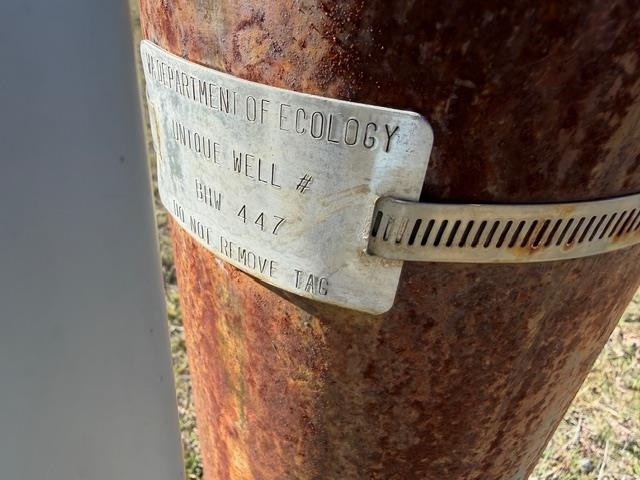 DEPARTMENT OF ECOLOGY
UNIQUE WELL #
BHW 447
DO NOT REMOVE TAG